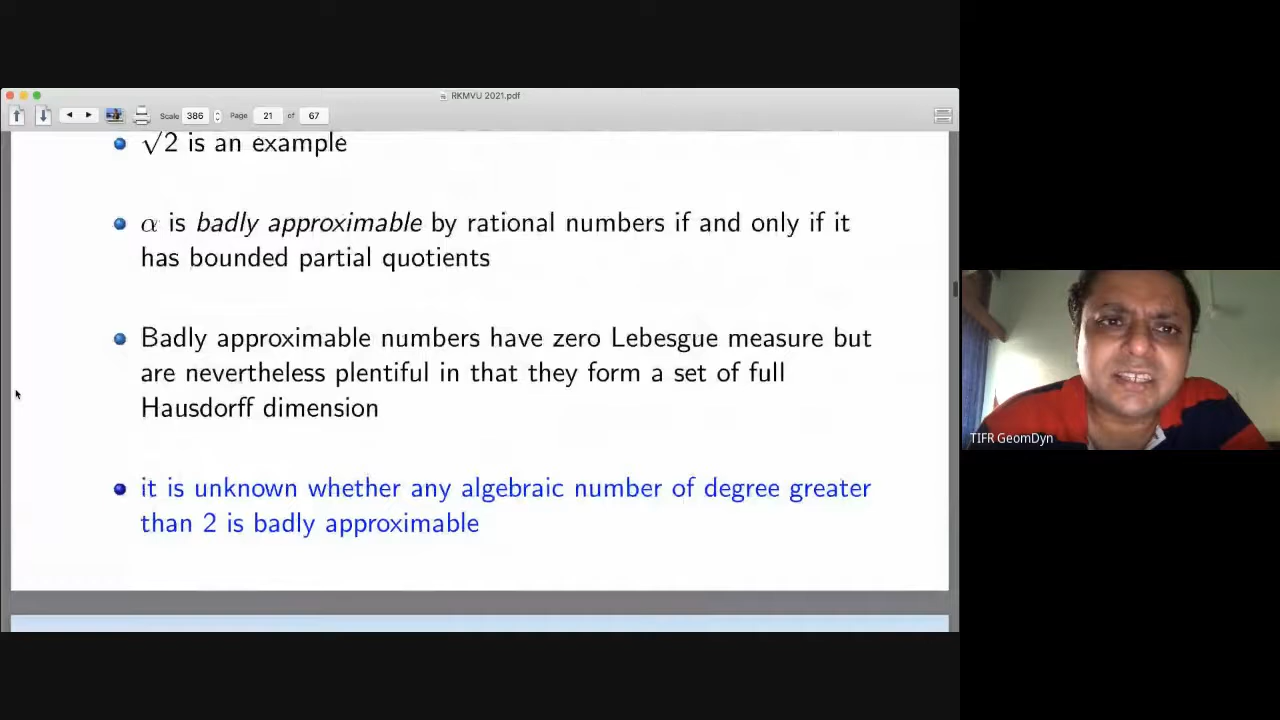 RKMVU 2021.pdf
Scale 386 Page 21 of 67
√2 is an example
α is badly approximable by rational numbers if and only if it
has bounded partial quotients
Badly approximable numbers have zero Lebesgue measure but
are nevertheless plentiful in that they form a set of full
Hausdorff dimension
it is unknown whether any algebraic number of degree greater
than 2 is badly approximable
TIFR GeomDyn